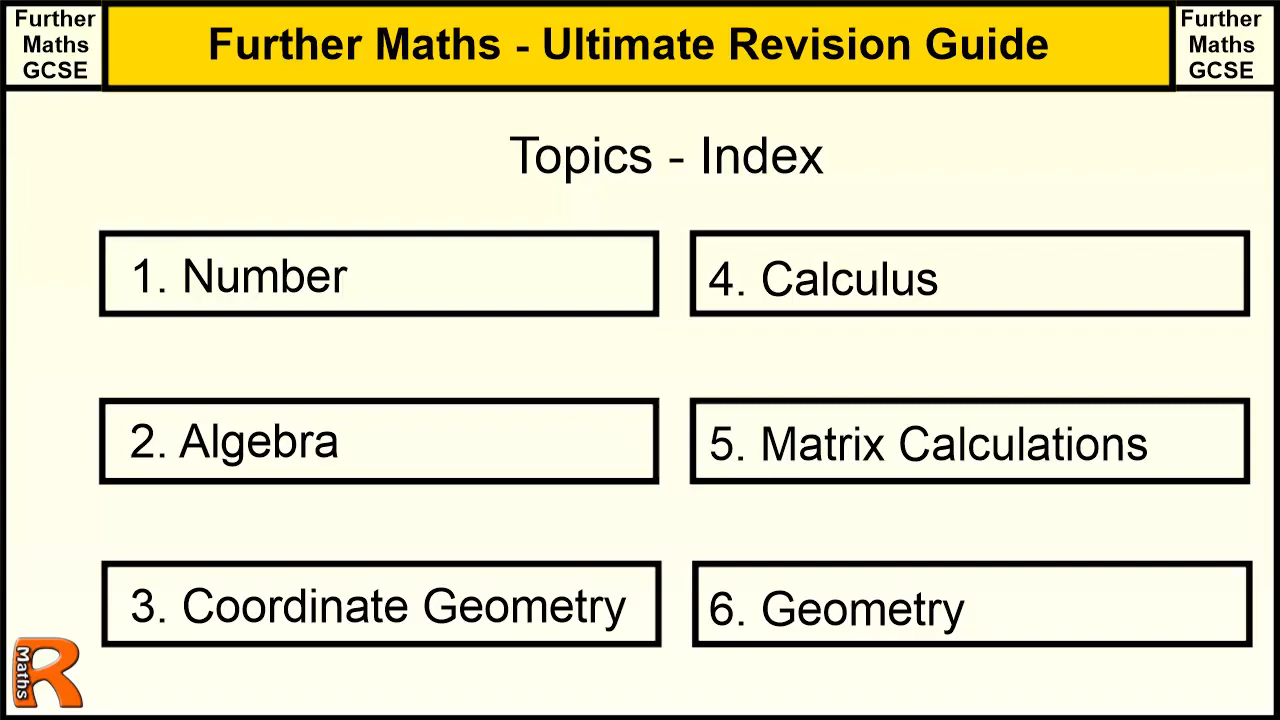 Further
Maths
GCSE
Further Maths - Ultimate Revision Guide
Further
Maths
GCSE
Topics - Index
1. Number
2. Algebra
3. Coordinate Geometry
4. Calculus
5. Matrix Calculations
6. Geometry
R
Maths